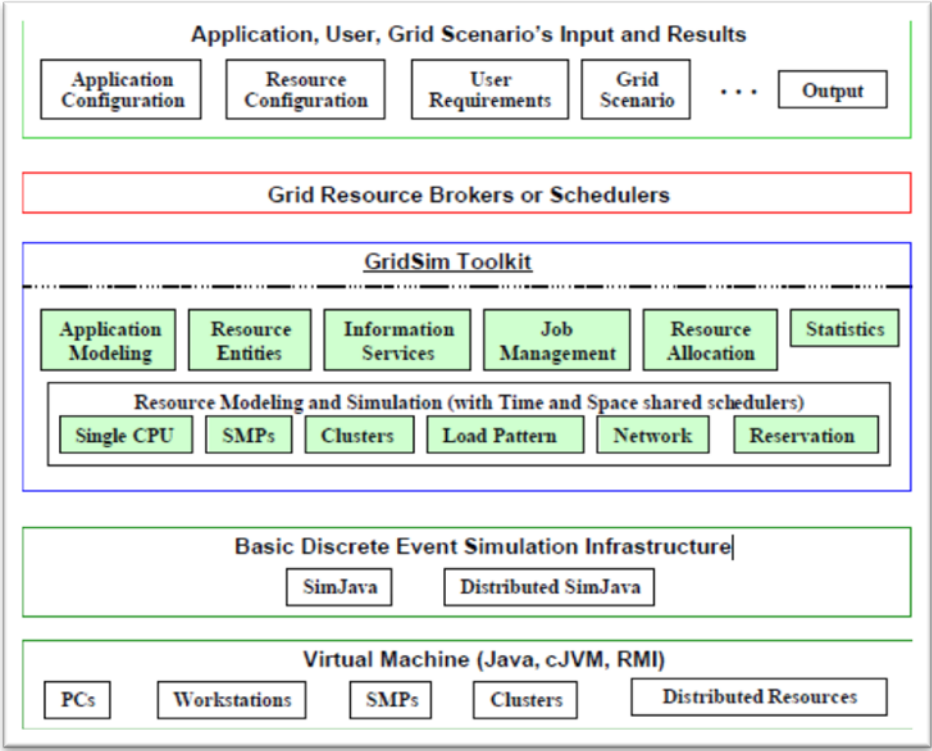 Application, User, Grid Scenario's Input and Results
Application Configuration
Resource Configuration
User Requirements
Grid Scenario
. . .
Output
Grid Resource Brokers or Schedulers
GridSim Toolkit
Application Modeling
Resource Entities
Information Services
Job Management
Resource Allocation
Statistics
Resource Modeling and Simulation (with Time and Space shared schedulers)
Single CPU
SMPs
Clusters
Load Pattern
Network
Reservation
Basic Discrete Event Simulation Infrastructure
SimJava
Distributed SimJava
Virtual Machine (Java, cJVM, RMI)
PCs
Workstations
SMPs
Clusters
Distributed Resources